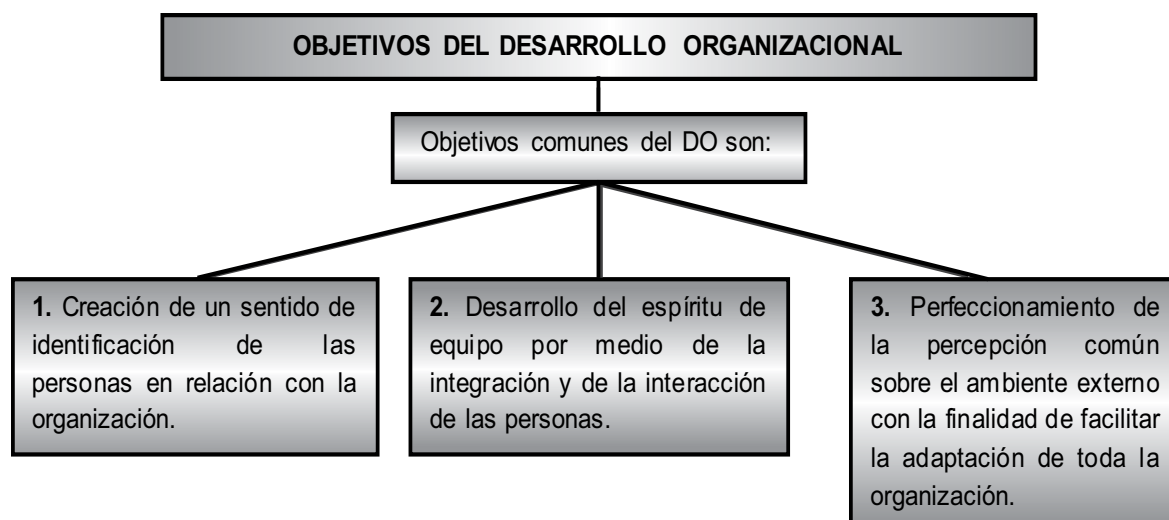 OBJETIVOS DEL DESARROLLO ORGANIZACIONAL
Objetivos comunes del DO son:
1. Creación de un sentido de
identificación de las
personas en relación con la
organización.
2. Desarrollo del espíritu de
equipo por medio de la
integración y de la interacción
de las personas.
3. Perfeccionamiento de
la percepción común
sobre el ambiente externo
con la finalidad de facilitar
la adaptación de toda la
organización.